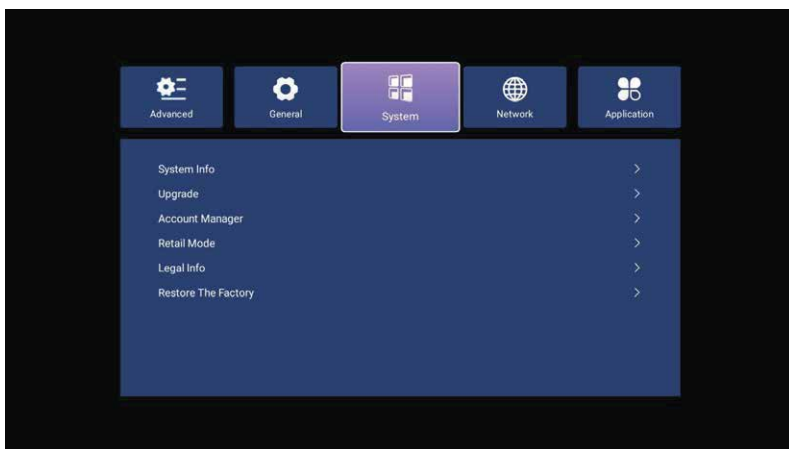 Advanced
General
System
Network
Application
System Info
Upgrade
Account Manager
Retail Mode
Legal Info
Restore The Factory